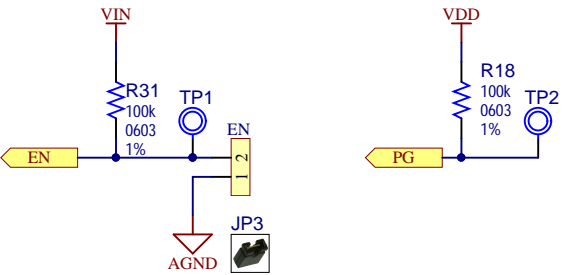 VIN
R31
100k
0603
1%
TP1
EN
EN
2
1
AGND
JP3
VDD
R18
100k
0603
1%
TP2
PG